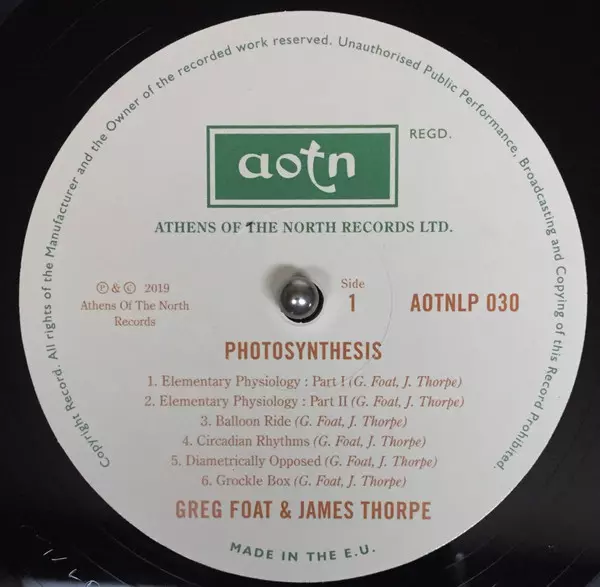 Copyright Record. All rights of the Manufacturer and the Owner of the recorded work reserved. Unauthorised Public Performance, Broadcasting and Copying of this Record Prohibited.
aotn
REGD.
ATHENS OF THE NORTH RECORDS LTD.
℗ & © 2019
Athens Of The North
Records
Side
1
AOTNLP 030
PHOTOSYNTHESIS
1. Elementary Physiology : Part I (G. Foat, J. Thorpe)
2. Elementary Physiology : Part II (G. Foat, J. Thorpe)
3. Balloon Ride (G. Foat, J. Thorpe)
4. Circadian Rhythms (G. Foat, J. Thorpe)
5. Diametrically Opposed (G. Foat, J. Thorpe)
6. Grockle Box (G. Foat, J. Thorpe)
GREG FOAT & JAMES THORPE
MADE IN THE E.U.